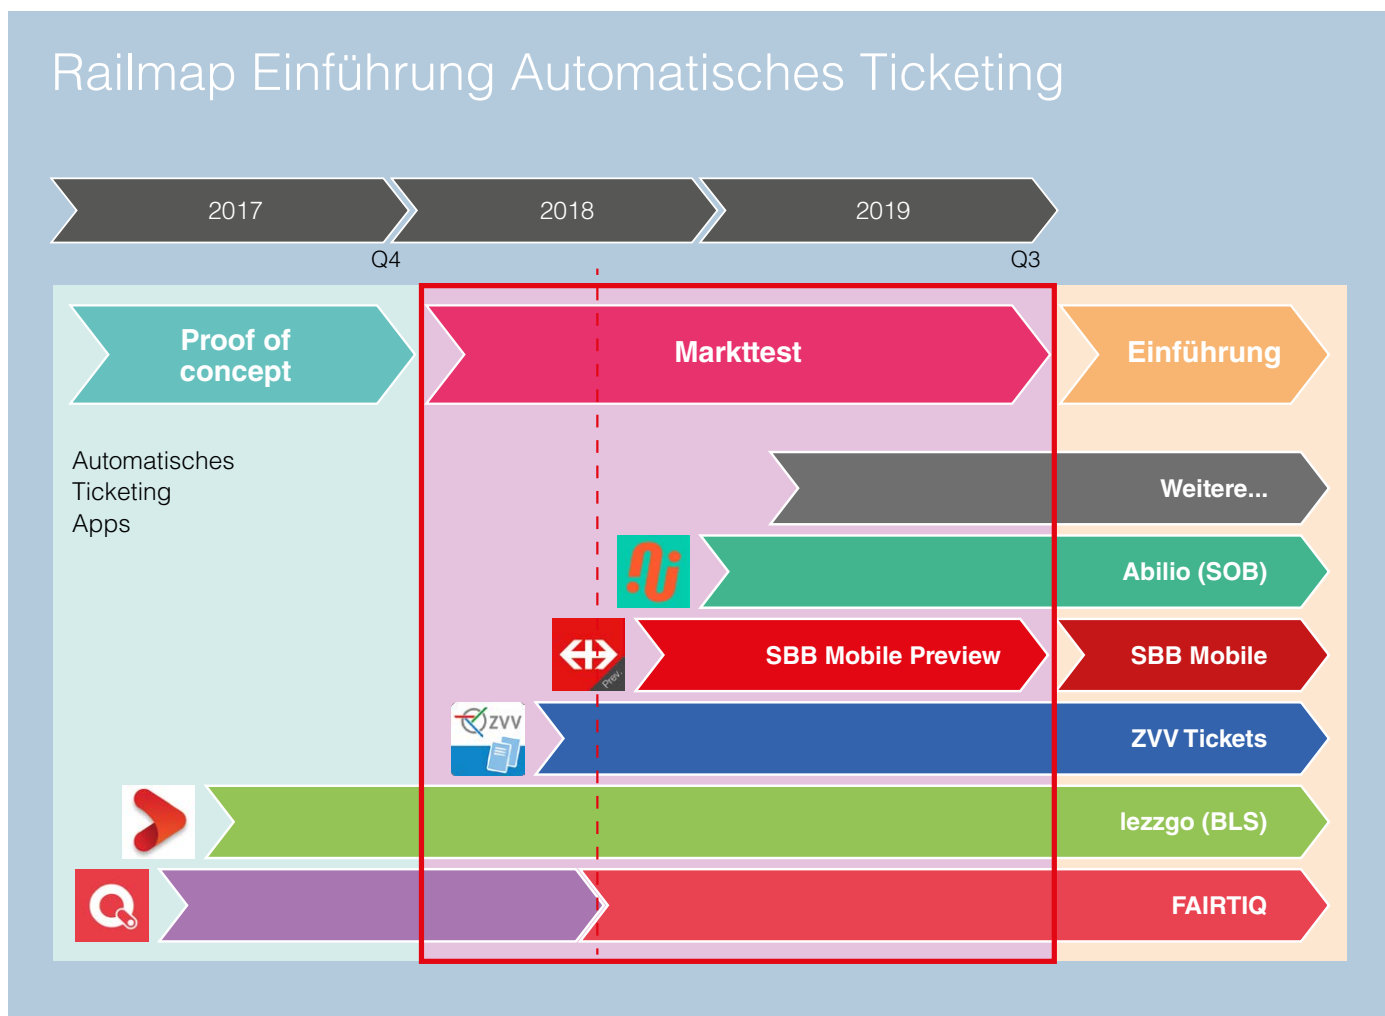 Railmap Einführung Automatisches Ticketing
2017
2018
2019
Q4
Q3
Proof of
concept
Markttest
Einführung
Automatisches
Ticketing
Apps
Weitere...
Abilio (SOB)
Prev.
SBB Mobile Preview
SBB Mobile
ZVV
ZVV Tickets
lezzgo (BLS)
FAIRTIQ